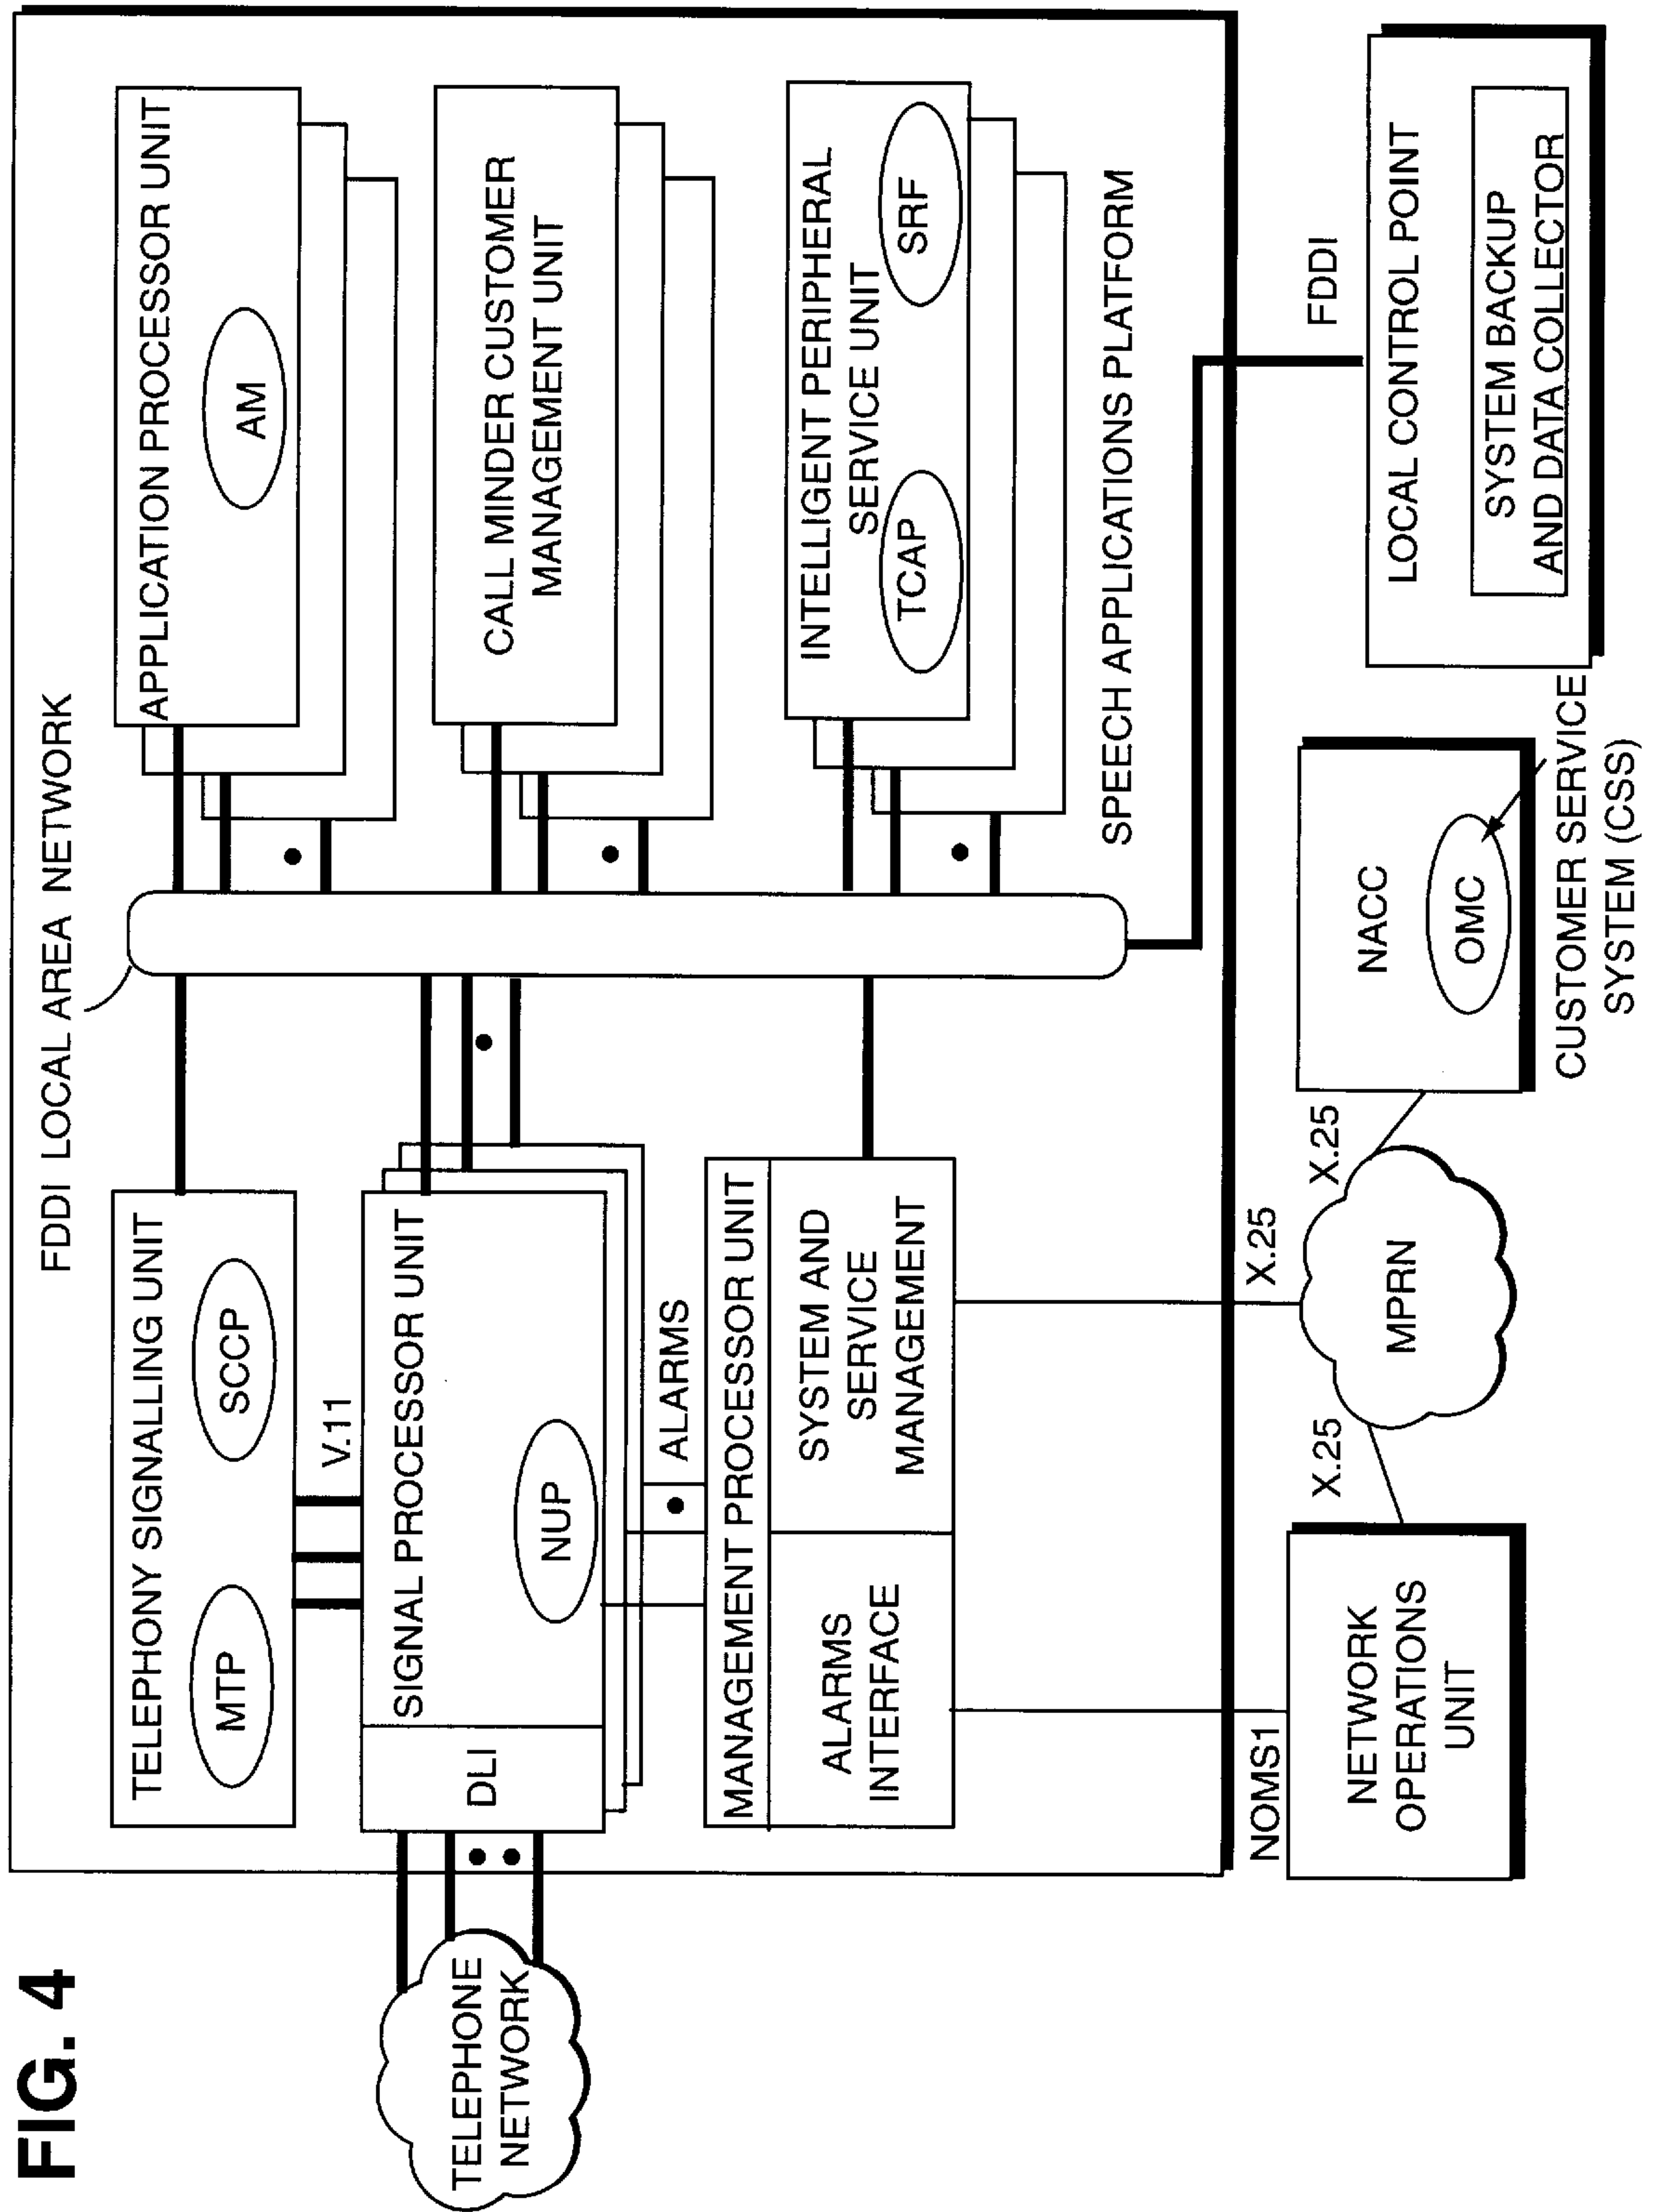 FIG. 4
FDDI LOCAL AREA NETWORK
TELEPHONY SIGNALLING UNIT
MTP
SCCP
V.11
APPLICATION PROCESSOR UNIT
AM
TELEPHONE
NETWORK
DLI
SIGNAL PROCESSOR UNIT
NUP
CALL MINDER CUSTOMER
MANAGEMENT UNIT
ALARMS
MANAGEMENT PROCESSOR UNIT
ALARMS
INTERFACE
SYSTEM AND
SERVICE
MANAGEMENT
INTELLIGENT PERIPHERAL
SERVICE UNIT
TCAP
SRF
SPEECH APPLICATIONS PLATFORM
NOMS1
X.25
FDDI
NETWORK
OPERATIONS
UNIT
X.25
MPRN
X.25
NACC
OMC
CUSTOMER SERVICE
SYSTEM (CSS)
LOCAL CONTROL POINT
SYSTEM BACKUP
AND DATA COLLECTOR